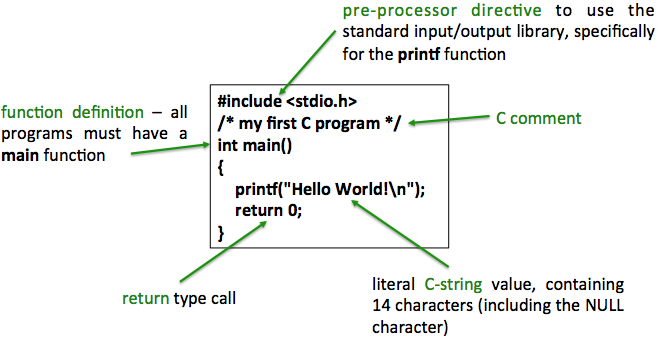 pre-processor directive to use the
standard input/output library, specifically
for the printf function
function definition – all
programs must have a
main function
#include <stdio.h>
/* my first C program */
int main()
{
printf("Hello World!\n");
return 0;
}
C comment
return type call
literal C-string value, containing
14 characters (including the NULL
character)